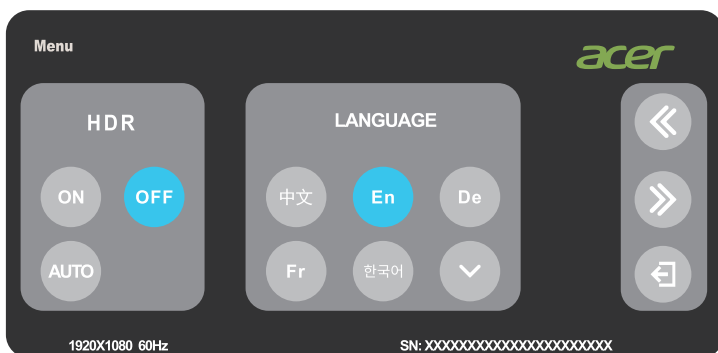 Menu
acer
HDR
ON OFF
AUTO
LANGUAGE
中文 En De
Fr 한국어
1920X1080 60Hz
SN: XXXXXXXXXXXXXXXXXXXXXX